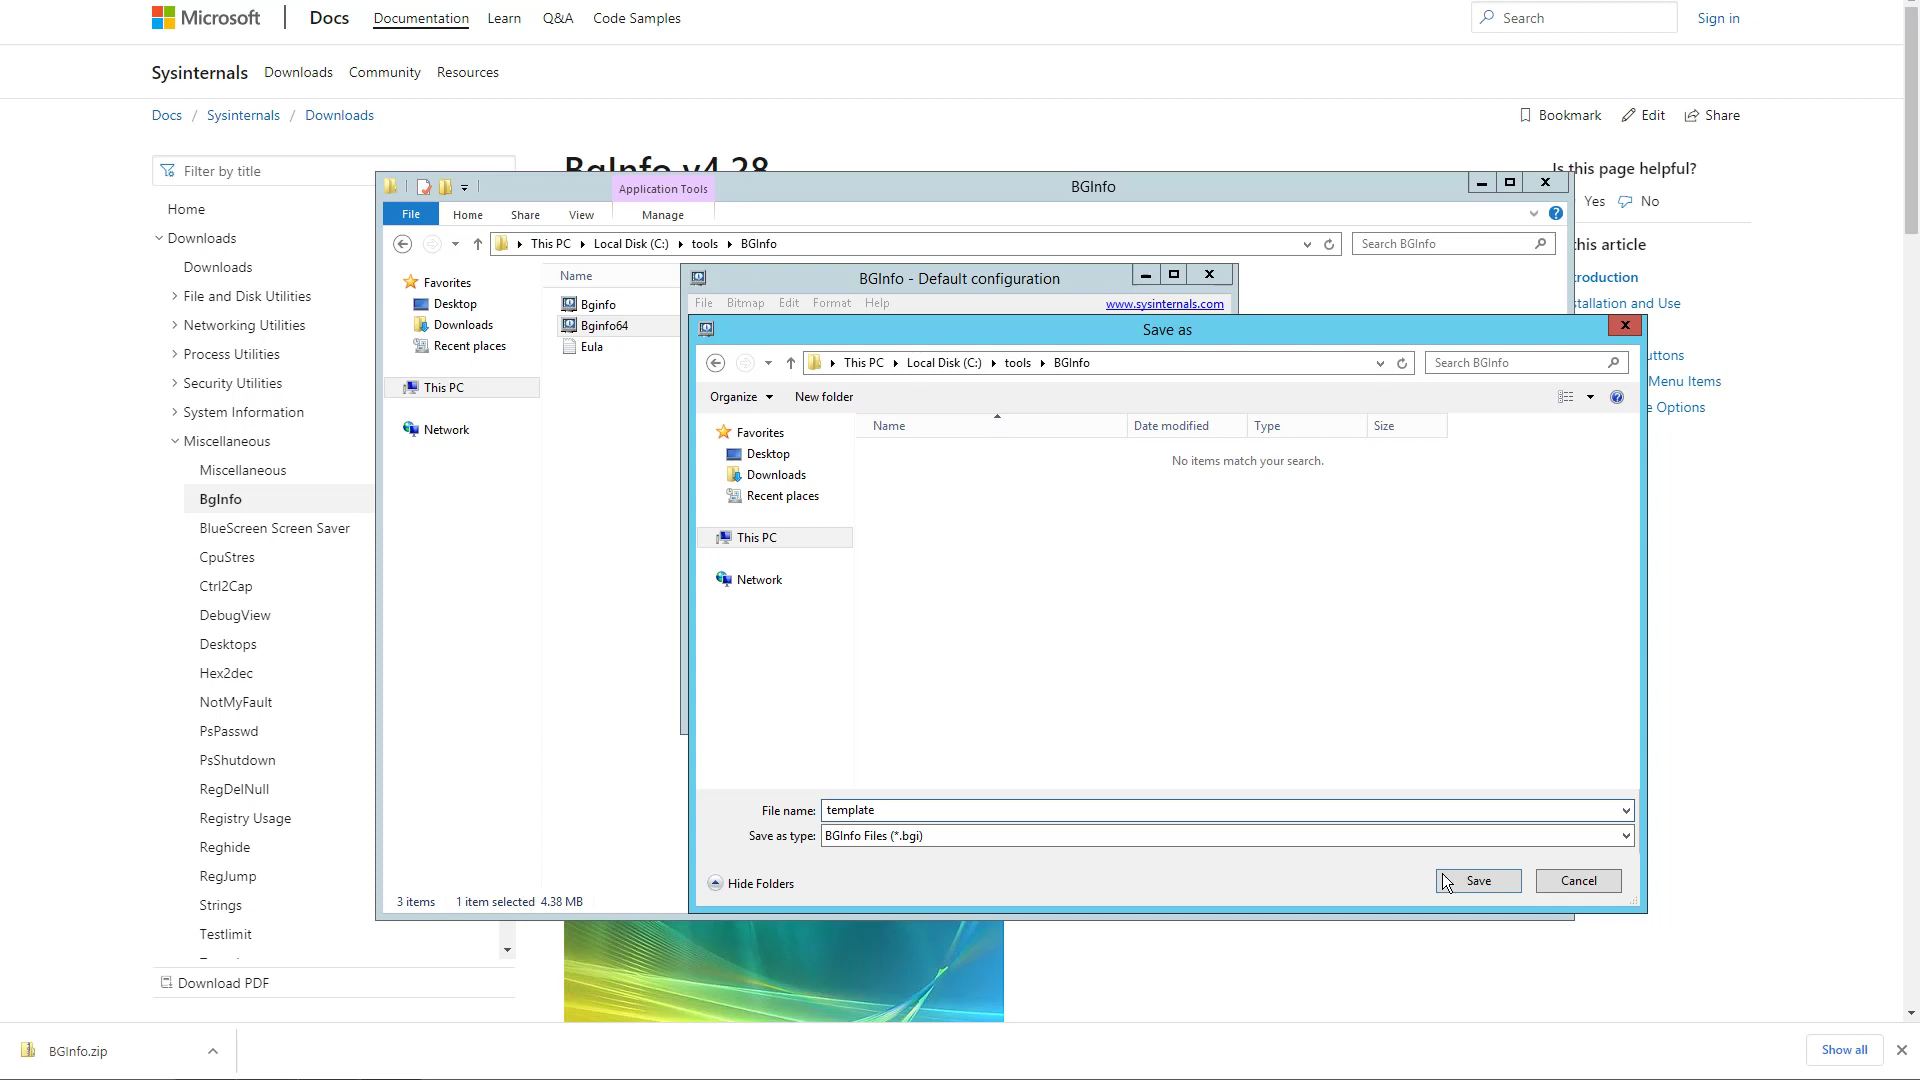 Microsoft
Docs
Documentation
Learn
Q&A
Code Samples
Search
Sign in
Sysinternals
Downloads
Community
Resources
Docs / Sysinternals / Downloads
Bookmark
Edit
Share
Filter by title
BgInfo v4.28
Is this page helpful?
Yes
No
this article
roduction
stallation and Use
uttons
Menu Items
e Options
Home
Downloads
Downloads
File and Disk Utilities
Networking Utilities
Process Utilities
Security Utilities
System Information
Miscellaneous
Miscellaneous
BgInfo
BlueScreen Screen Saver
CpuStres
Ctrl2Cap
DebugView
Desktops
Hex2dec
NotMyFault
PsPasswd
PsShutdown
RegDelNull
Registry Usage
Reghide
RegJump
Strings
Testlimit
Download PDF
Application Tools
BGInfo
File
Home
Share
View
Manage
This PC
Local Disk (C:)
tools
BGInfo
Search BGInfo
Favorites
Desktop
Downloads
Recent places
This PC
Network
Name
Bginfo
Bginfo64
Eula
3 items
1 item selected 4.38 MB
BGInfo - Default configuration
File
Bitmap
Edit
Format
Help
www.sysinternals.com
Save as
This PC
Local Disk (C:)
tools
BGInfo
Search BGInfo
Organize
New folder
Favorites
Desktop
Downloads
Recent places
This PC
Network
Name
Date modified
Type
Size
No items match your search.
File name: template
Save as type: BGInfo Files (*.bgi)
Hide Folders
Save
Cancel
BGInfo.zip
Show all